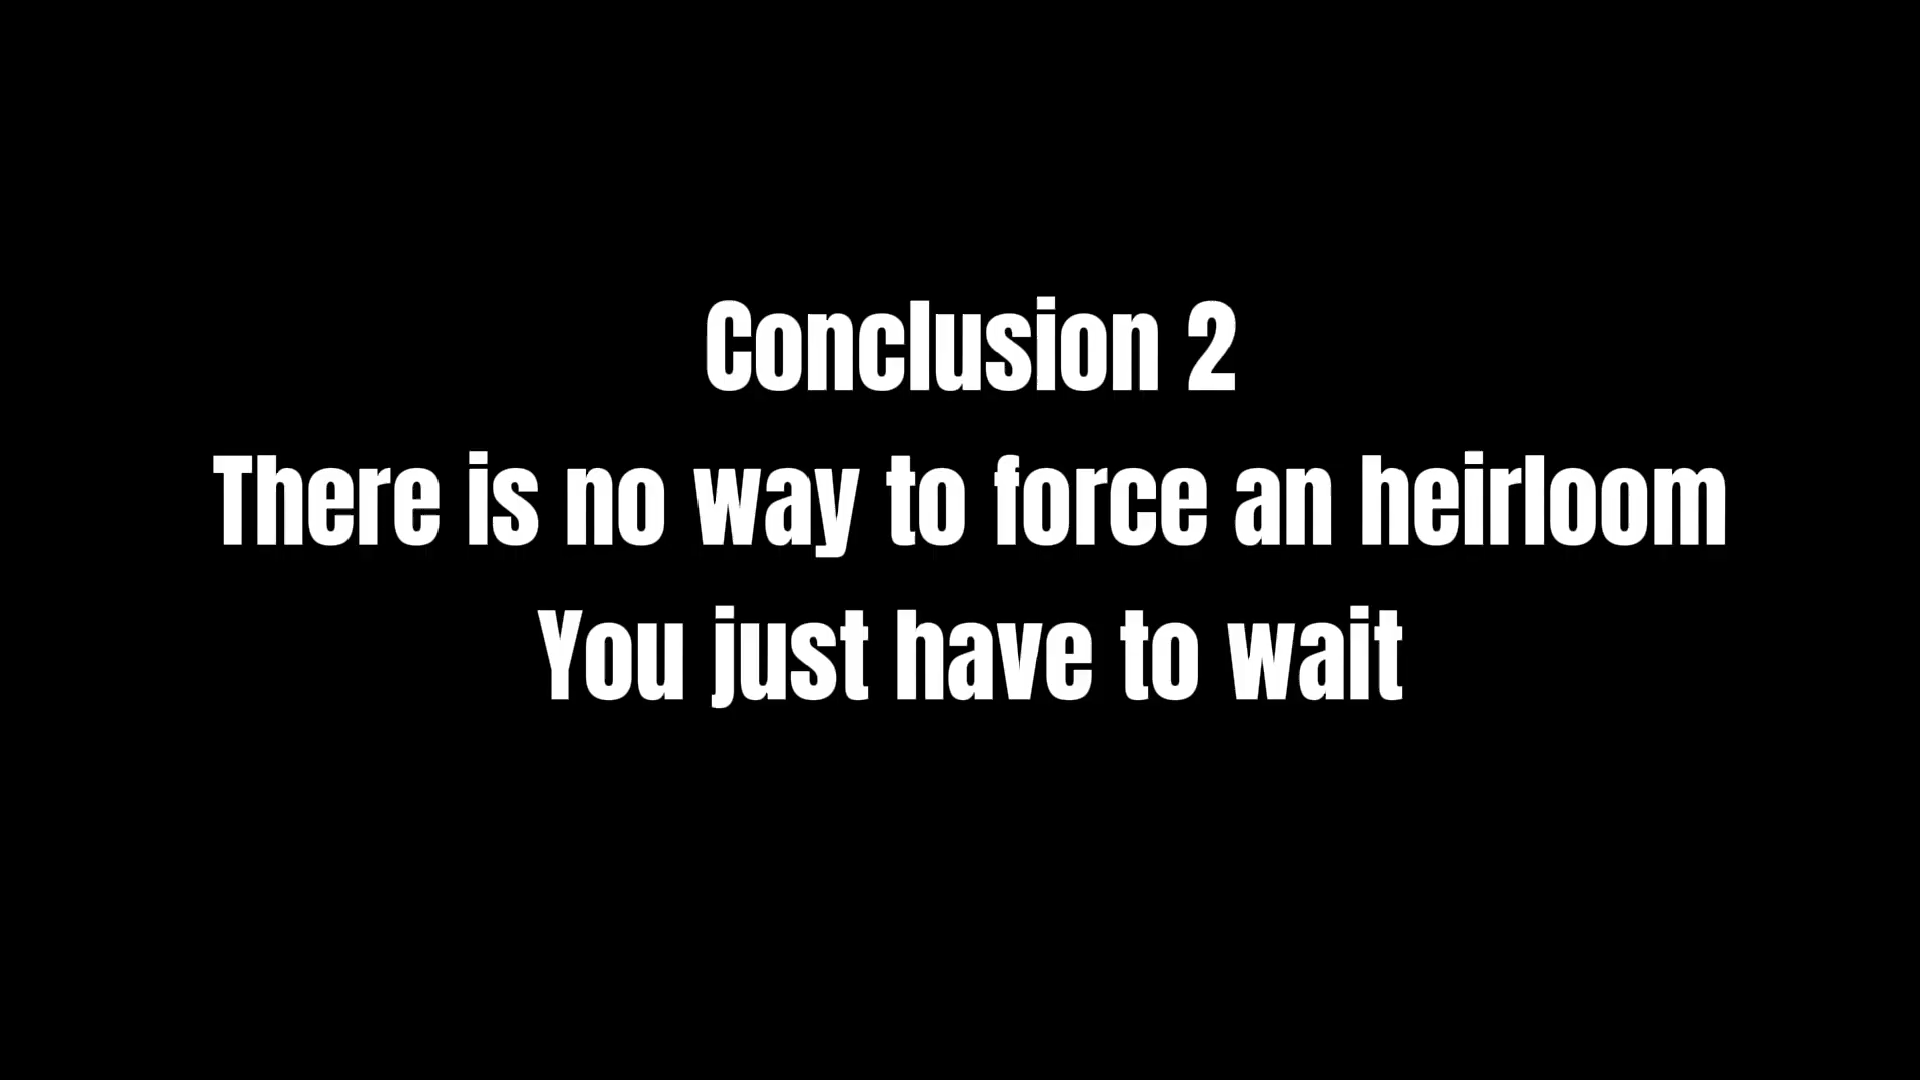 Conclusion 2
There is no way to force an heirloom
You just have to wait